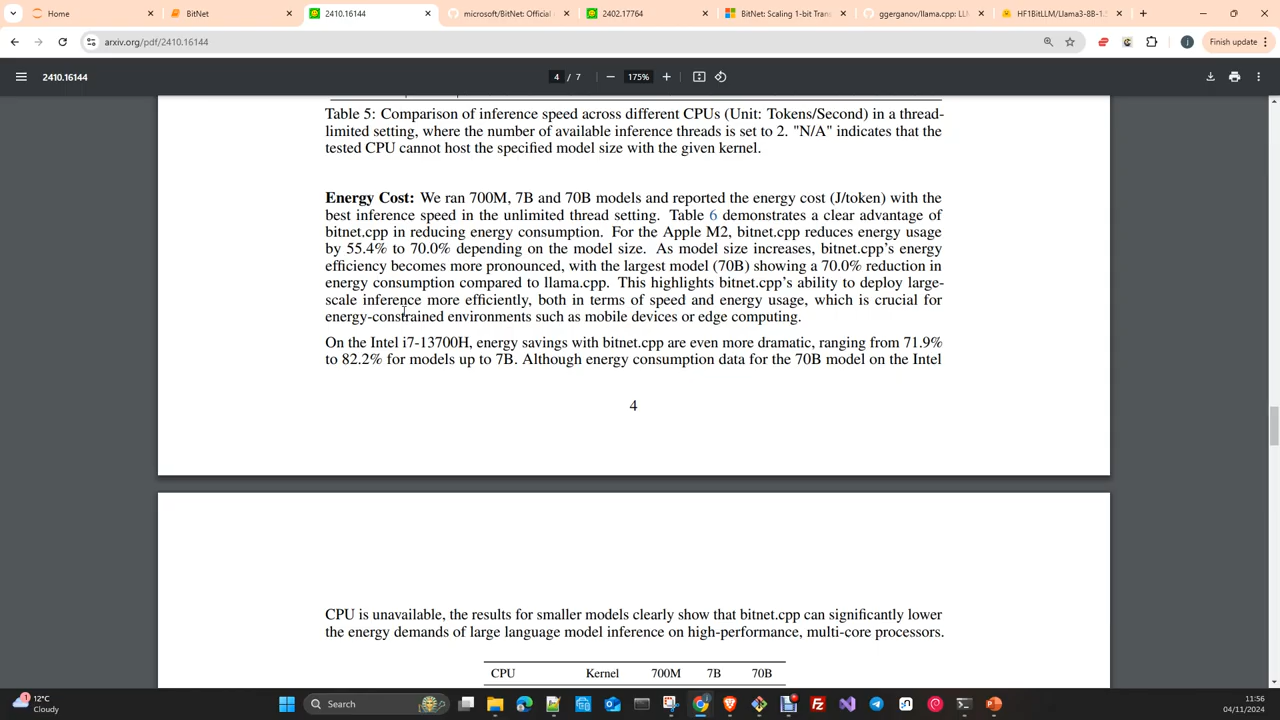 Home
BitNet
2410.16144
microsoft/BitNet: Official
2402.17764
BitNet: Scaling 1-bit Trans
ggerganov/llama.cpp: LL
HF1BitLLM/Llama3-8B-1.5
arxiv.org/pdf/2410.16144
Finish update
2410.16144
4 / 7
175%
Table 5: Comparison of inference speed across different CPUs (Unit: Tokens/Second) in a thread-
limited setting, where the number of available inference threads is set to 2. "N/A" indicates that the
tested CPU cannot host the specified model size with the given kernel.
Energy Cost: We ran 700M, 7B and 70B models and reported the energy cost (J/token) with the
best inference speed in the unlimited thread setting. Table 6 demonstrates a clear advantage of
bitnet.cpp in reducing energy consumption. For the Apple M2, bitnet.cpp reduces energy usage
by 55.4% to 70.0% depending on the model size. As model size increases, bitnet.cpp's energy
efficiency becomes more pronounced, with the largest model (70B) showing a 70.0% reduction in
energy consumption compared to llama.cpp. This highlights bitnet.cpp's ability to deploy large-
scale inference more efficiently, both in terms of speed and energy usage, which is crucial for
energy-constrained environments such as mobile devices or edge computing.
On the Intel i7-13700H, energy savings with bitnet.cpp are even more dramatic, ranging from 71.9%
to 82.2% for models up to 7B. Although energy consumption data for the 70B model on the Intel
4
CPU is unavailable, the results for smaller models clearly show that bitnet.cpp can significantly lower
the energy demands of large language model inference on high-performance, multi-core processors.
CPU Kernel 700M 7B 70B
1
12°C
Cloudy
Search
11:56
04/11/2024